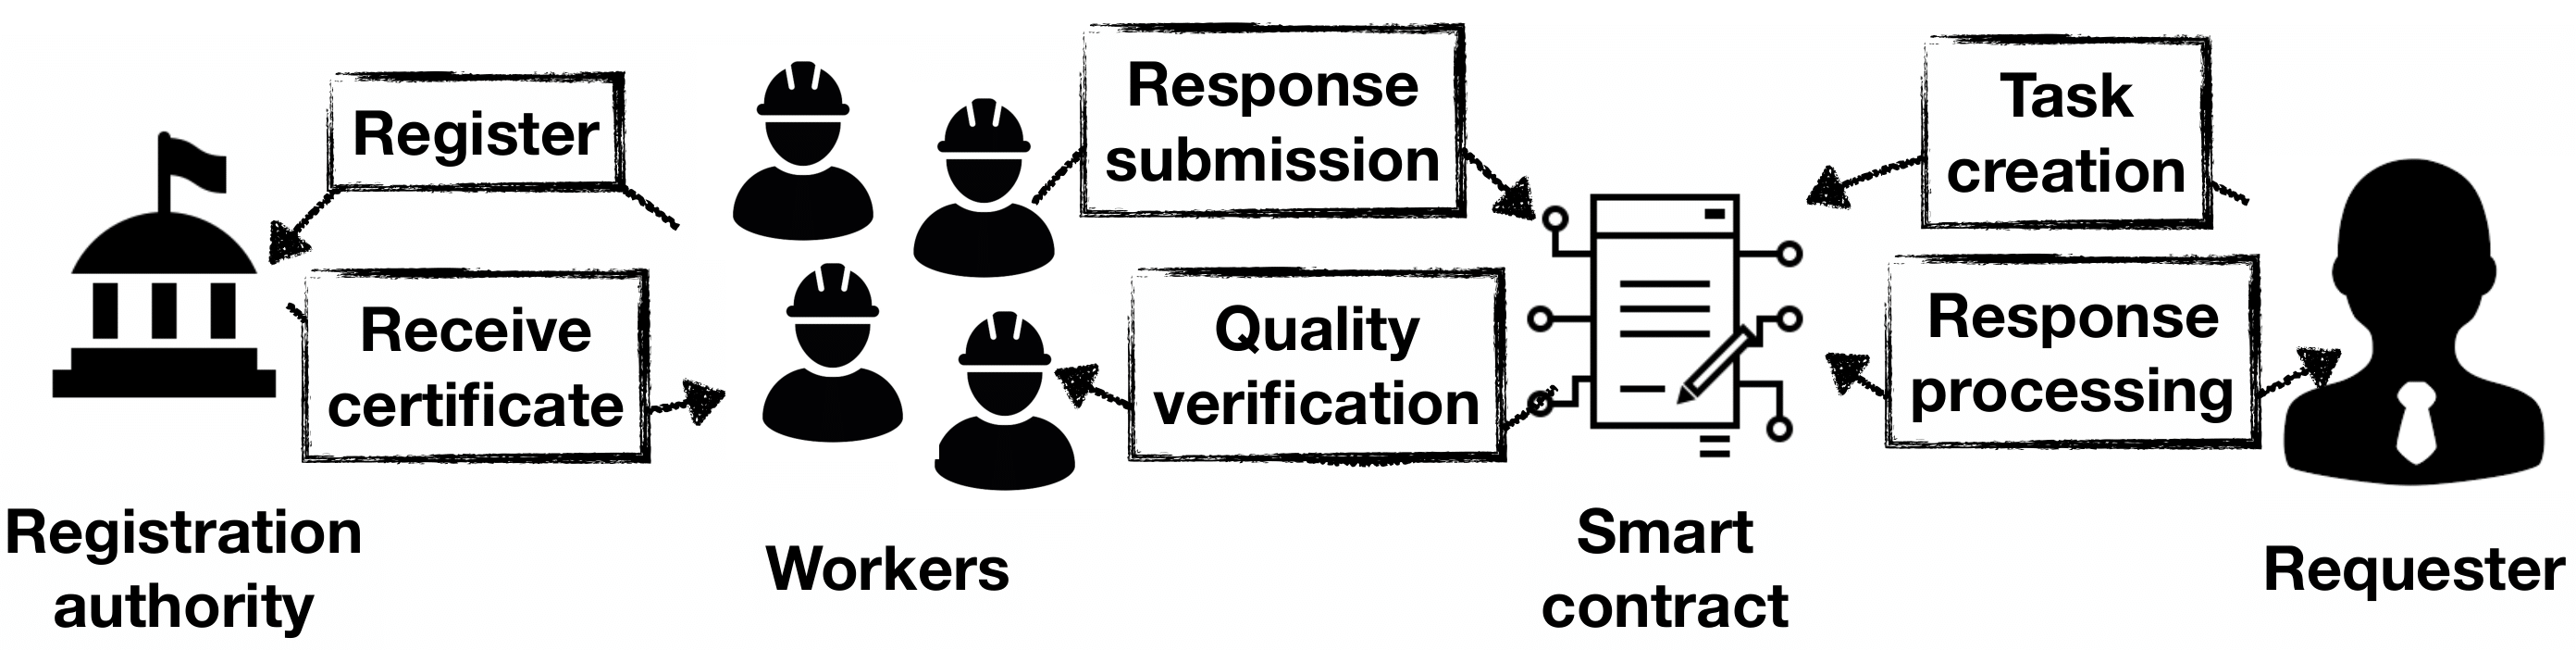 Register
Receive
certificate
Registration
authority
Workers
Response
submission
Quality
verification
Smart
contract
Task
creation
Response
processing
Requester